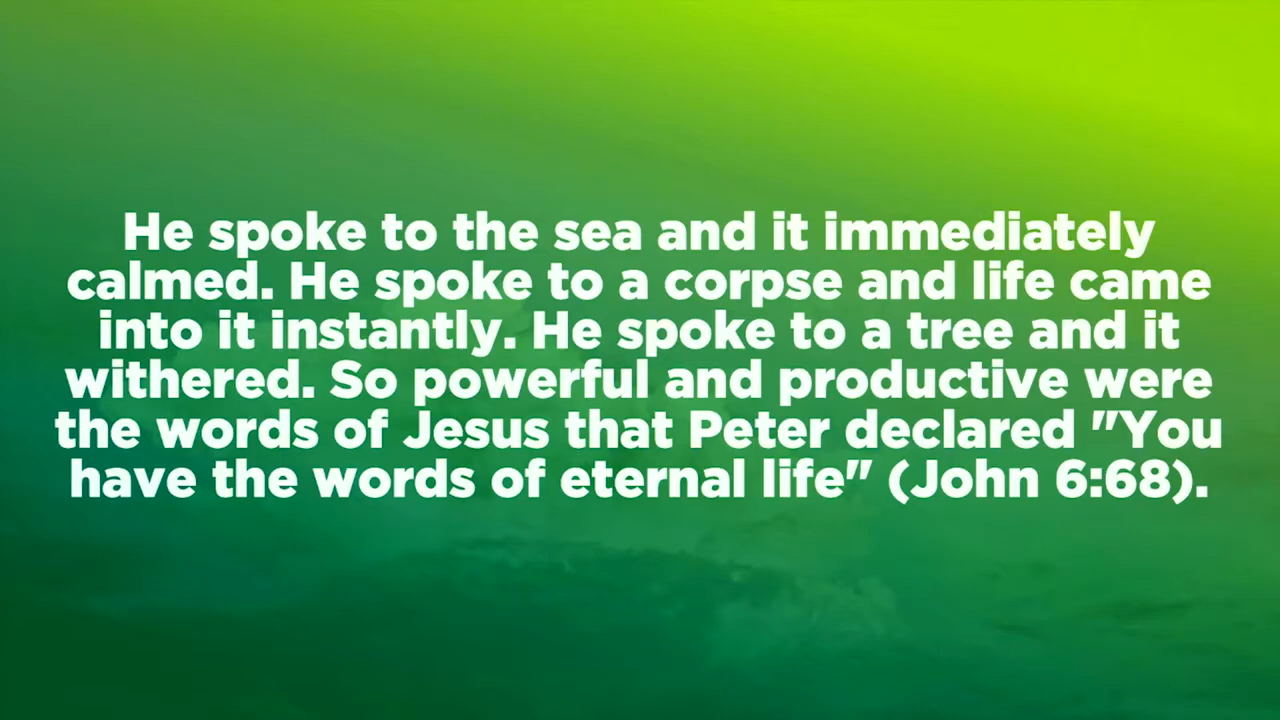 He spoke to the sea and it immediately
calmed. He spoke to a corpse and life came
into it instantly. He spoke to a tree and it
withered. So powerful and productive were
the words of Jesus that Peter declared "You
have the words of eternal life" (John 6:68).